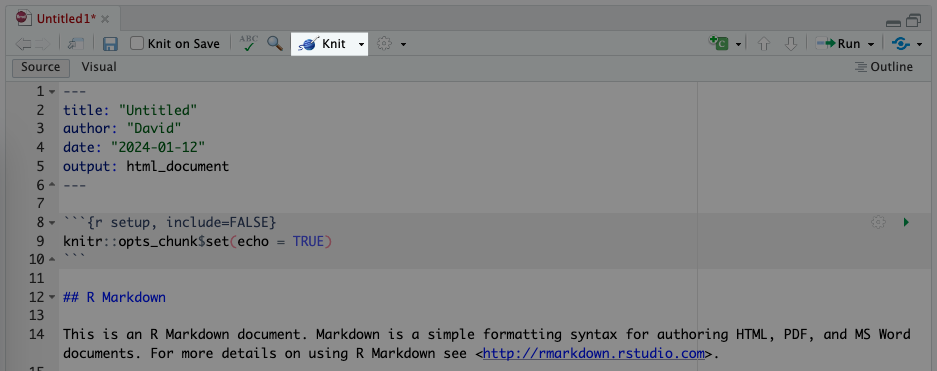 Untitled1*
Knit on Save ABC Knit C Run
Source Visual Outline
1 ---
2 title: "Untitled"
3 author: "David"
4 date: "2024-01-12"
5 output: html_document
6 ---
7
8 ```{r setup, include=FALSE}
9 knitr::opts_chunk$set(echo = TRUE)
10 ```
11
12 ## R Markdown
13
14 This is an R Markdown document. Markdown is a simple formatting syntax for authoring HTML, PDF, and MS Word
documents. For more details on using R Markdown see <http://rmarkdown.rstudio.com>.